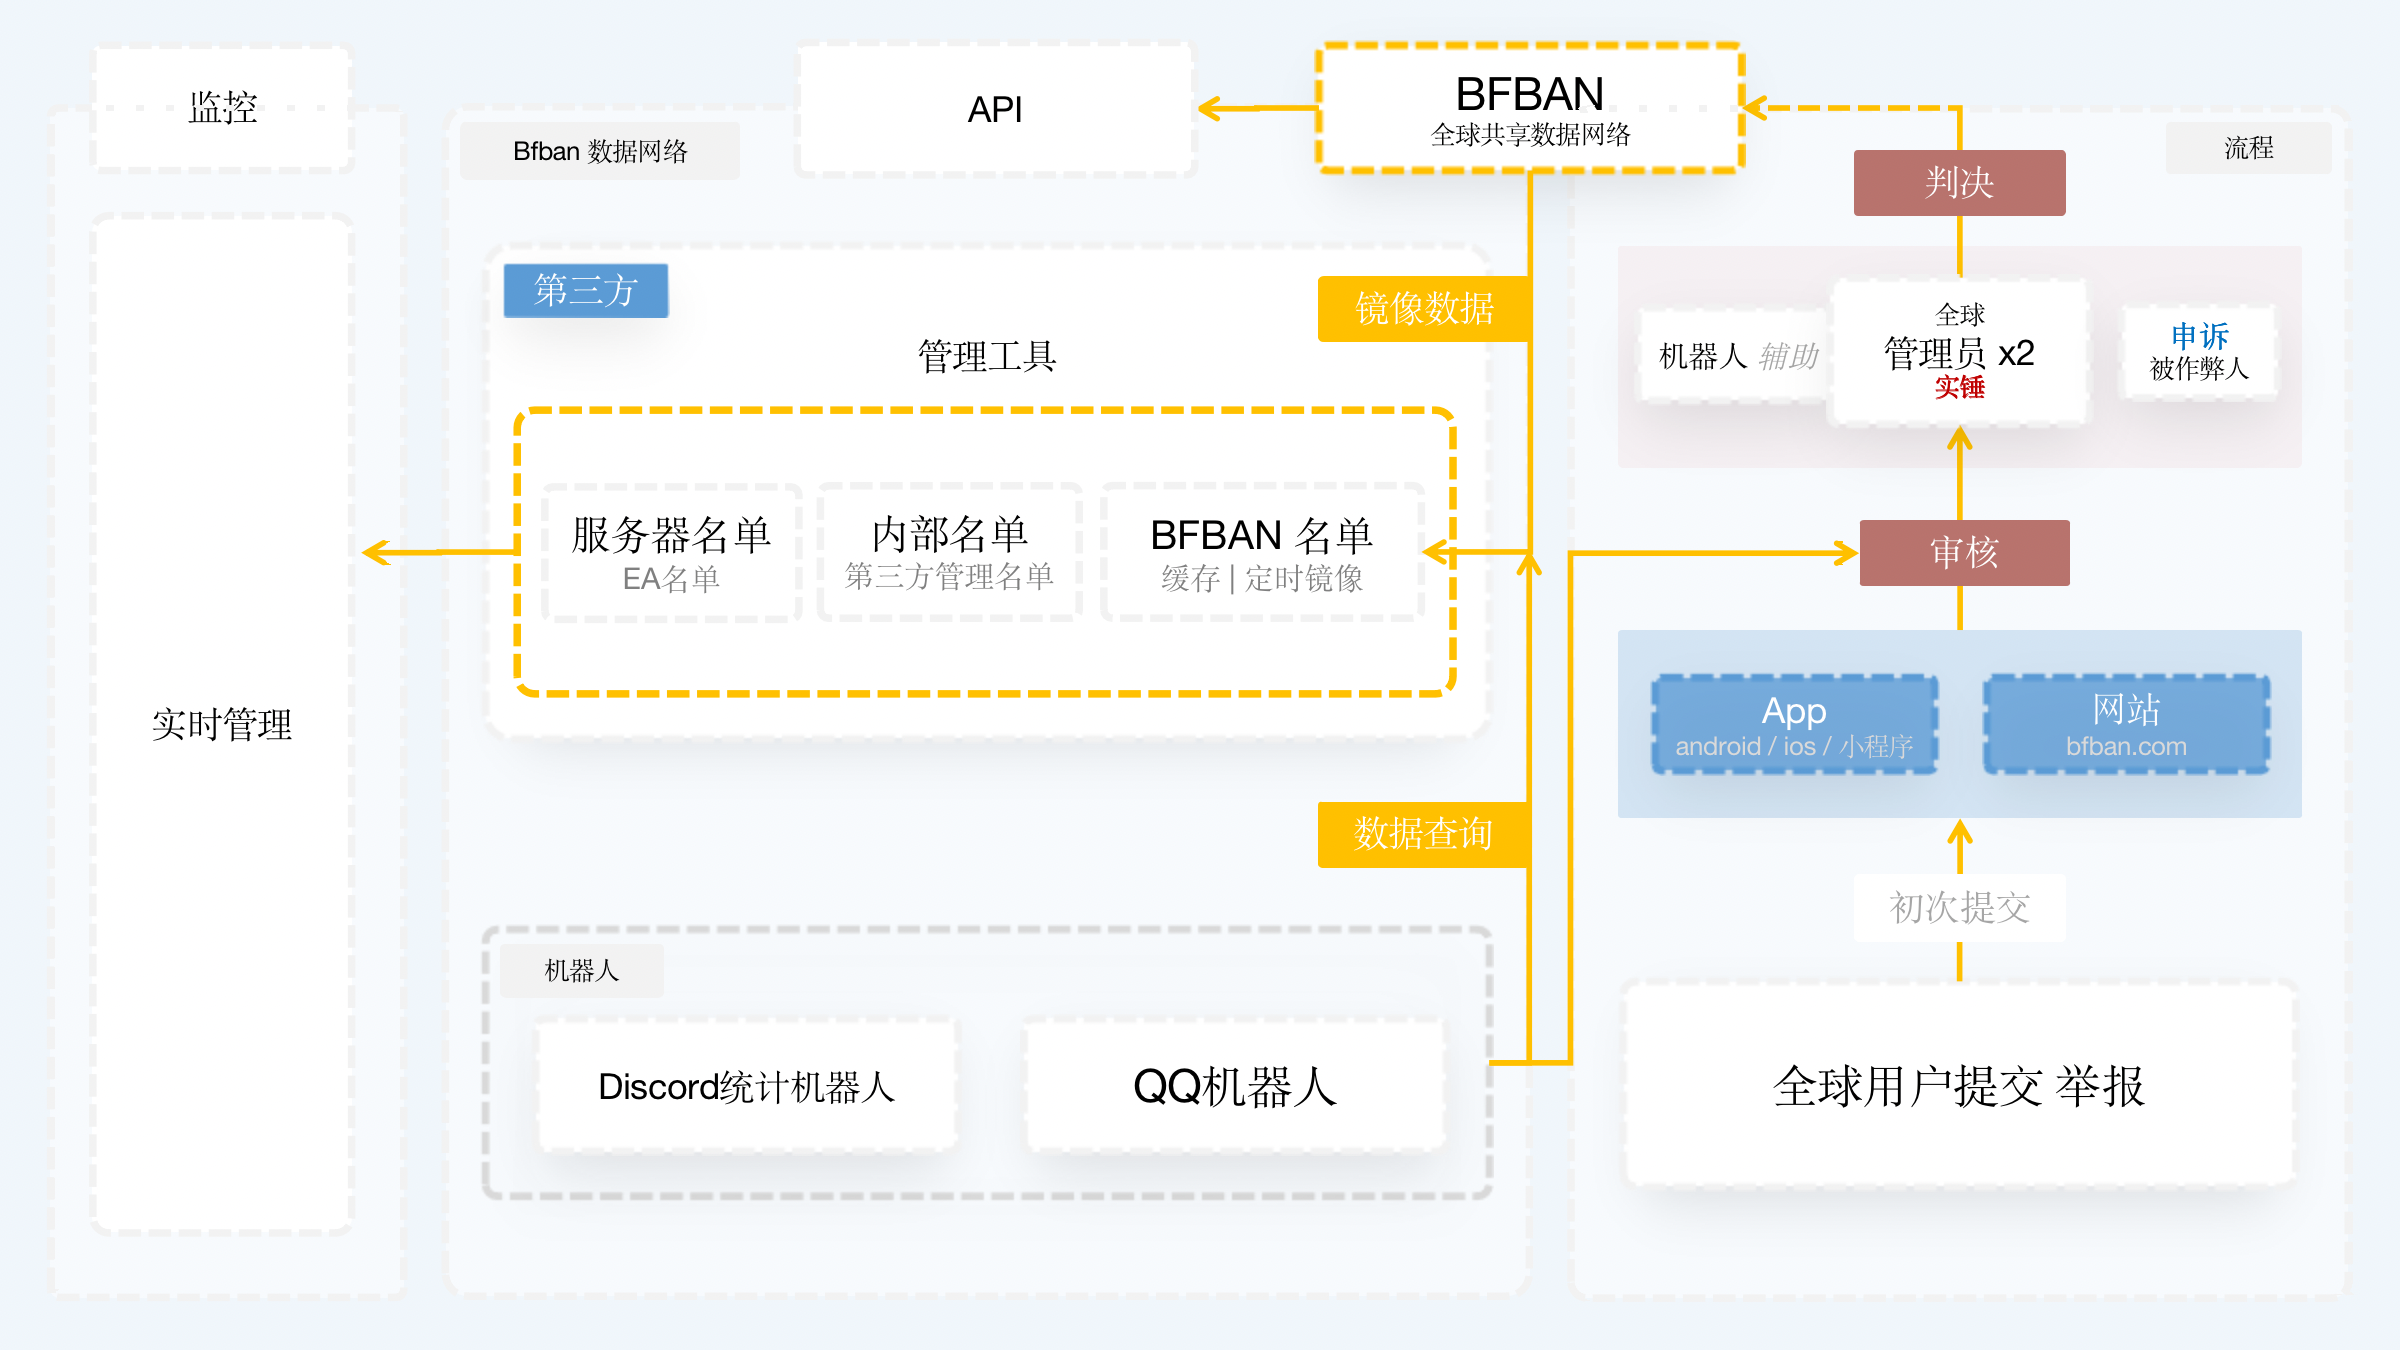 监控
实时管理
Bfban 数据网络
API
BFBAN
全球共享数据网络
第三方
管理工具
镜像数据
服务器名单
EA名单
内部名单
第三方管理名单
BFBAN 名单
缓存 | 定时镜像
数据查询
机器人
Discord统计机器人
QQ机器人
流程
判决
机器人 辅助
全球
管理员 x2
实锤
申诉
被作弊人
审核
App
android / ios / 小程序
网站
bfban.com
初次提交
全球用户提交 举报